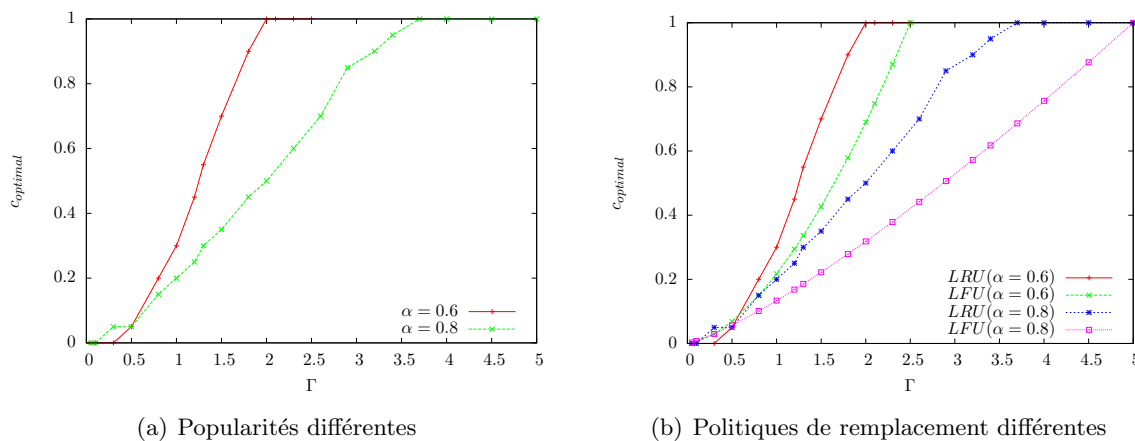 1
0.8
0.6
0.4
0.2
0
c_optimal
0 0.5 1 1.5 2 2.5 3 3.5 4 4.5 5
Γ
α = 0.6
α = 0.8
(a) Popularités différentes
1
0.8
0.6
0.4
0.2
0
c_optimal
0 0.5 1 1.5 2 2.5 3 3.5 4 4.5 5
Γ
LRU(α = 0.6)
LFU(α = 0.6)
LRU(α = 0.8)
LFU(α = 0.8)
(b) Politiques de remplacement différentes